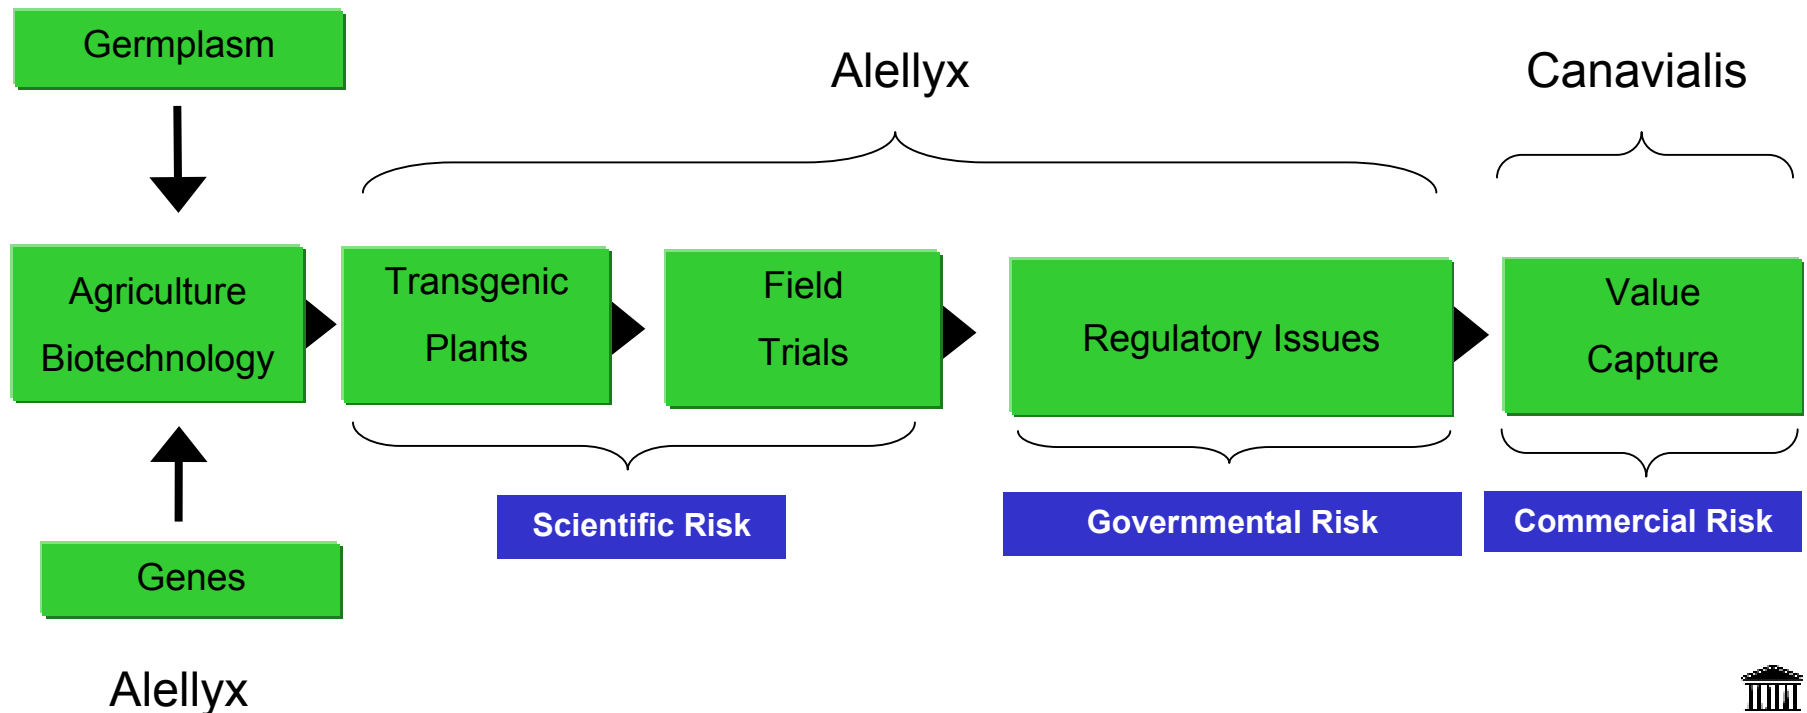 Germplasm
Alellyx
Canavialis
Agriculture
Biotechnology
Transgenic
Plants
Field
Trials
Regulatory Issues
Value
Capture
Scientific Risk
Governmental Risk
Commercial Risk
Genes
Alellyx